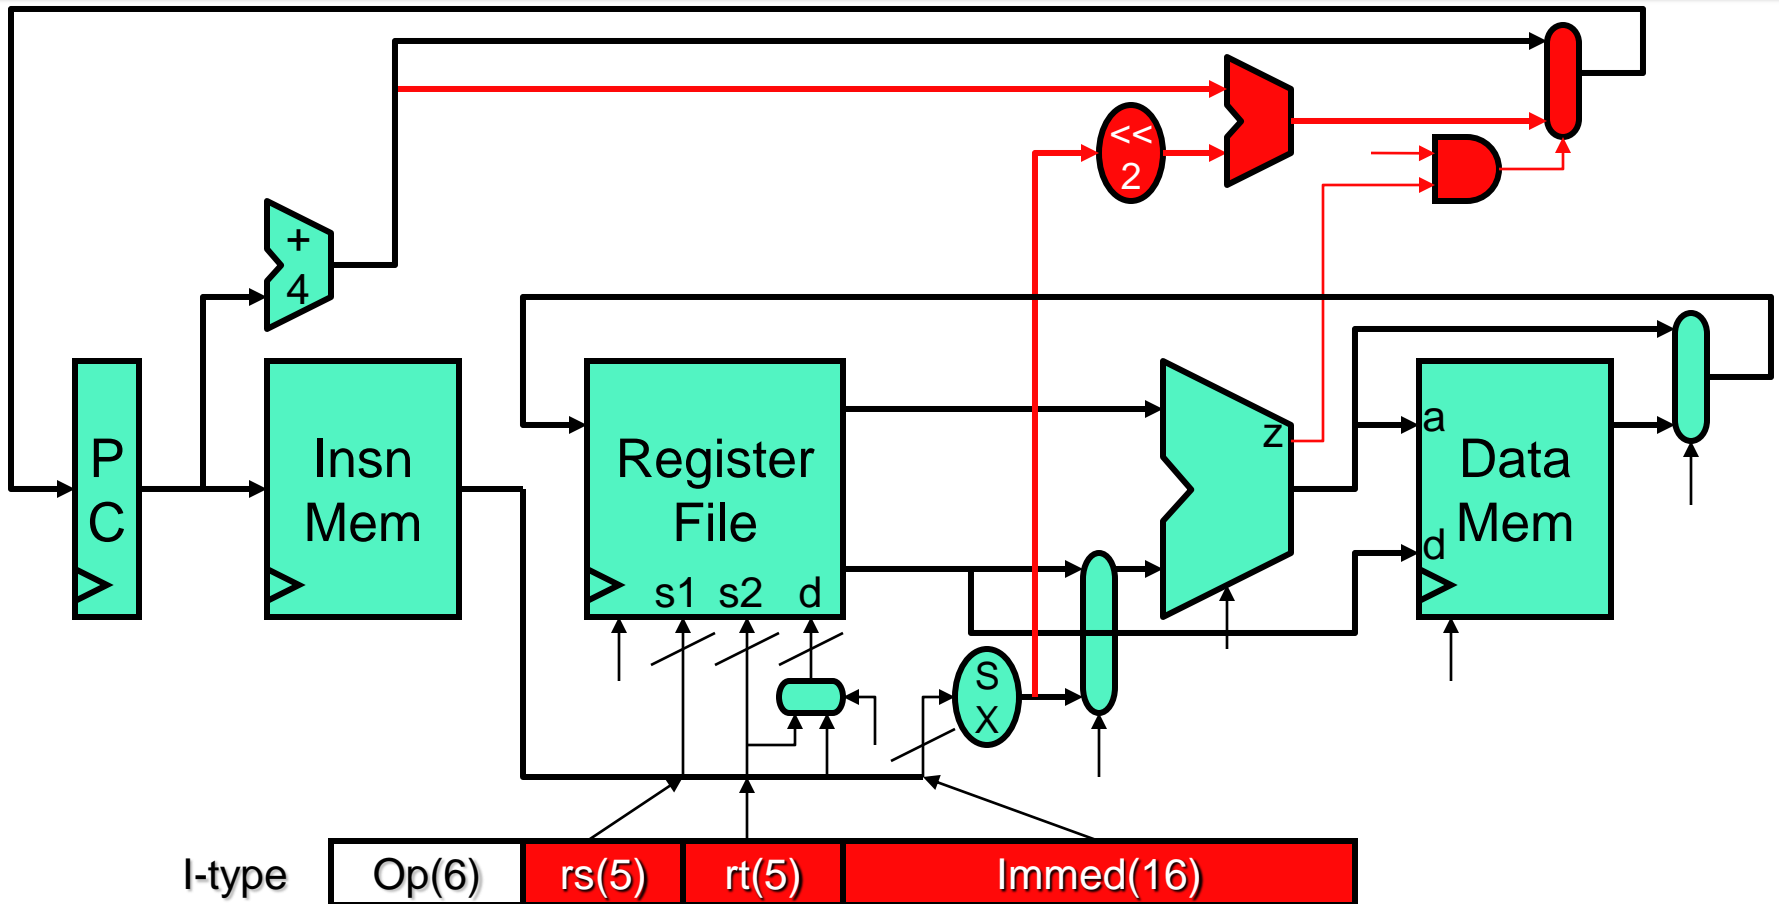 <<
2
+
4
P
C
Insn
Mem
Register
File
s1 s2 d
z
a
Data
Mem
d
S
X
I-type Op(6) rs(5) rt(5) Immed(16)